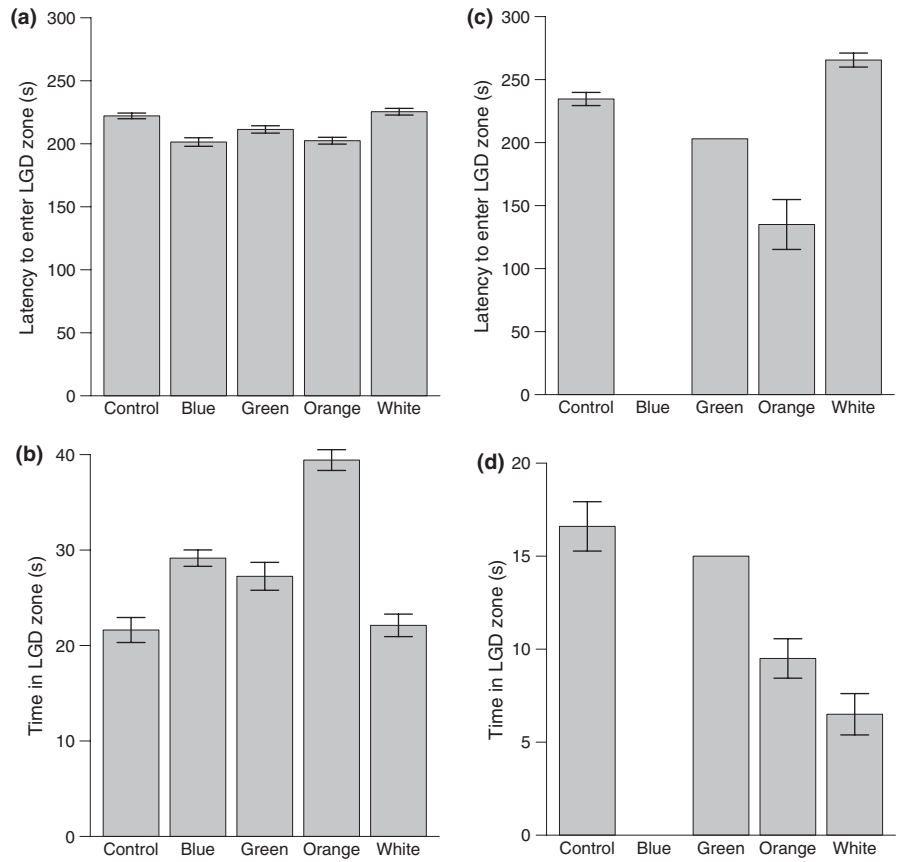 (a)
Latency to enter LGD zone (s)
300
250
200
150
100
50
0
Control Blue Green Orange White
(c)
Latency to enter LGD zone (s)
300
250
200
150
100
50
0
Control Blue Green Orange White
(b)
Time in LGD zone (s)
40
30
20
10
0
Control Blue Green Orange White
(d)
Time in LGD zone (s)
20
15
10
5
0
Control Blue Green Orange White